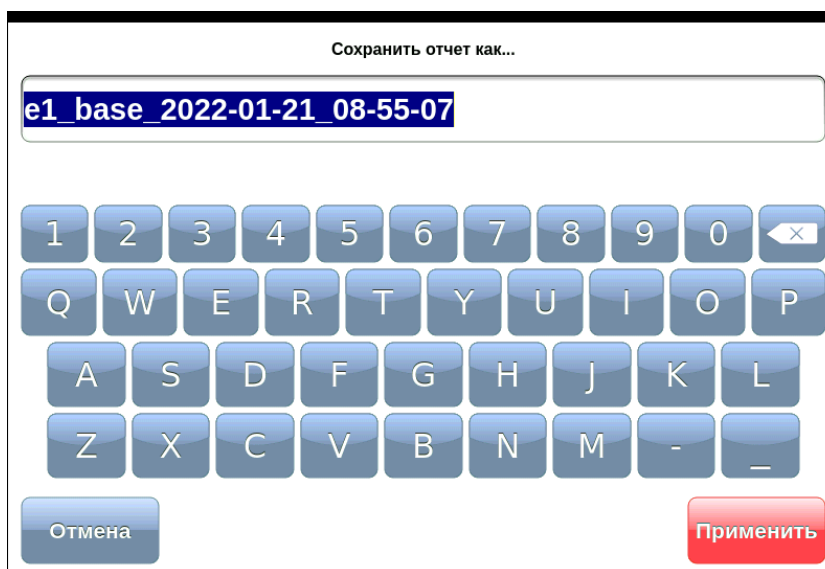 Сохранить отчет как...
e1_base_2022-01-21_08-55-07
1 2 3 4 5 6 7 8 9 0
Q W E R T Y U I O P
A S D F G H J K L
Z X C V B N M - _
Отмена Применить